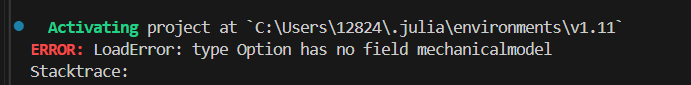 Activating project at `C:\Users\12824\.julia\environments\v1.11`
ERROR: LoadError: type Option has no field mechanicalmodel
Stacktrace: